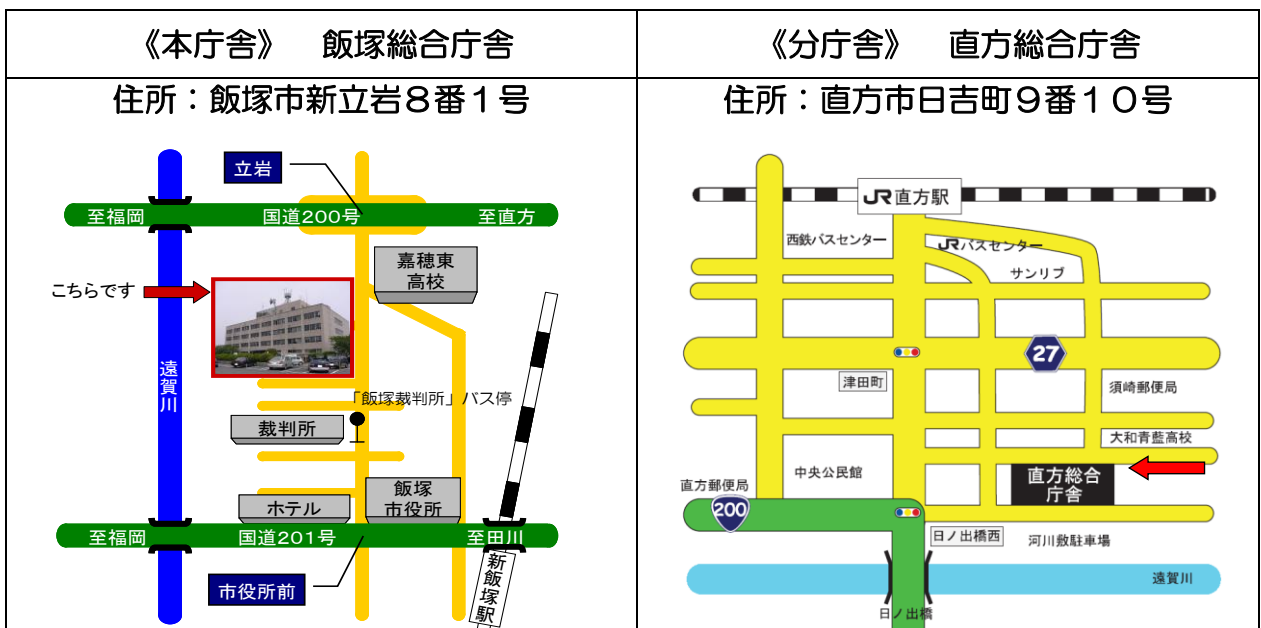 《本庁舎》　飯塚総合庁舎
住所：飯塚市新立岩８番１号
立岩
至福岡
国道200号
至直方
嘉穂東
高校
こちらです
遠賀川
「飯塚裁判所」バス停
裁判所
ホテル
飯塚
市役所
至福岡
国道201号
至田川
新飯塚駅
市役所前
《分庁舎》　直方総合庁舎
住所：直方市日吉町９番１０号
JR直方駅
西鉄バスセンター
JRバスセンター
サンリブ
27
津田町
須崎郵便局
大和青藍高校
中央公民館
直方総合
庁舎
直方郵便局
200
日ノ出橋西
河川敷駐車場
遠賀川
日ノ出橋